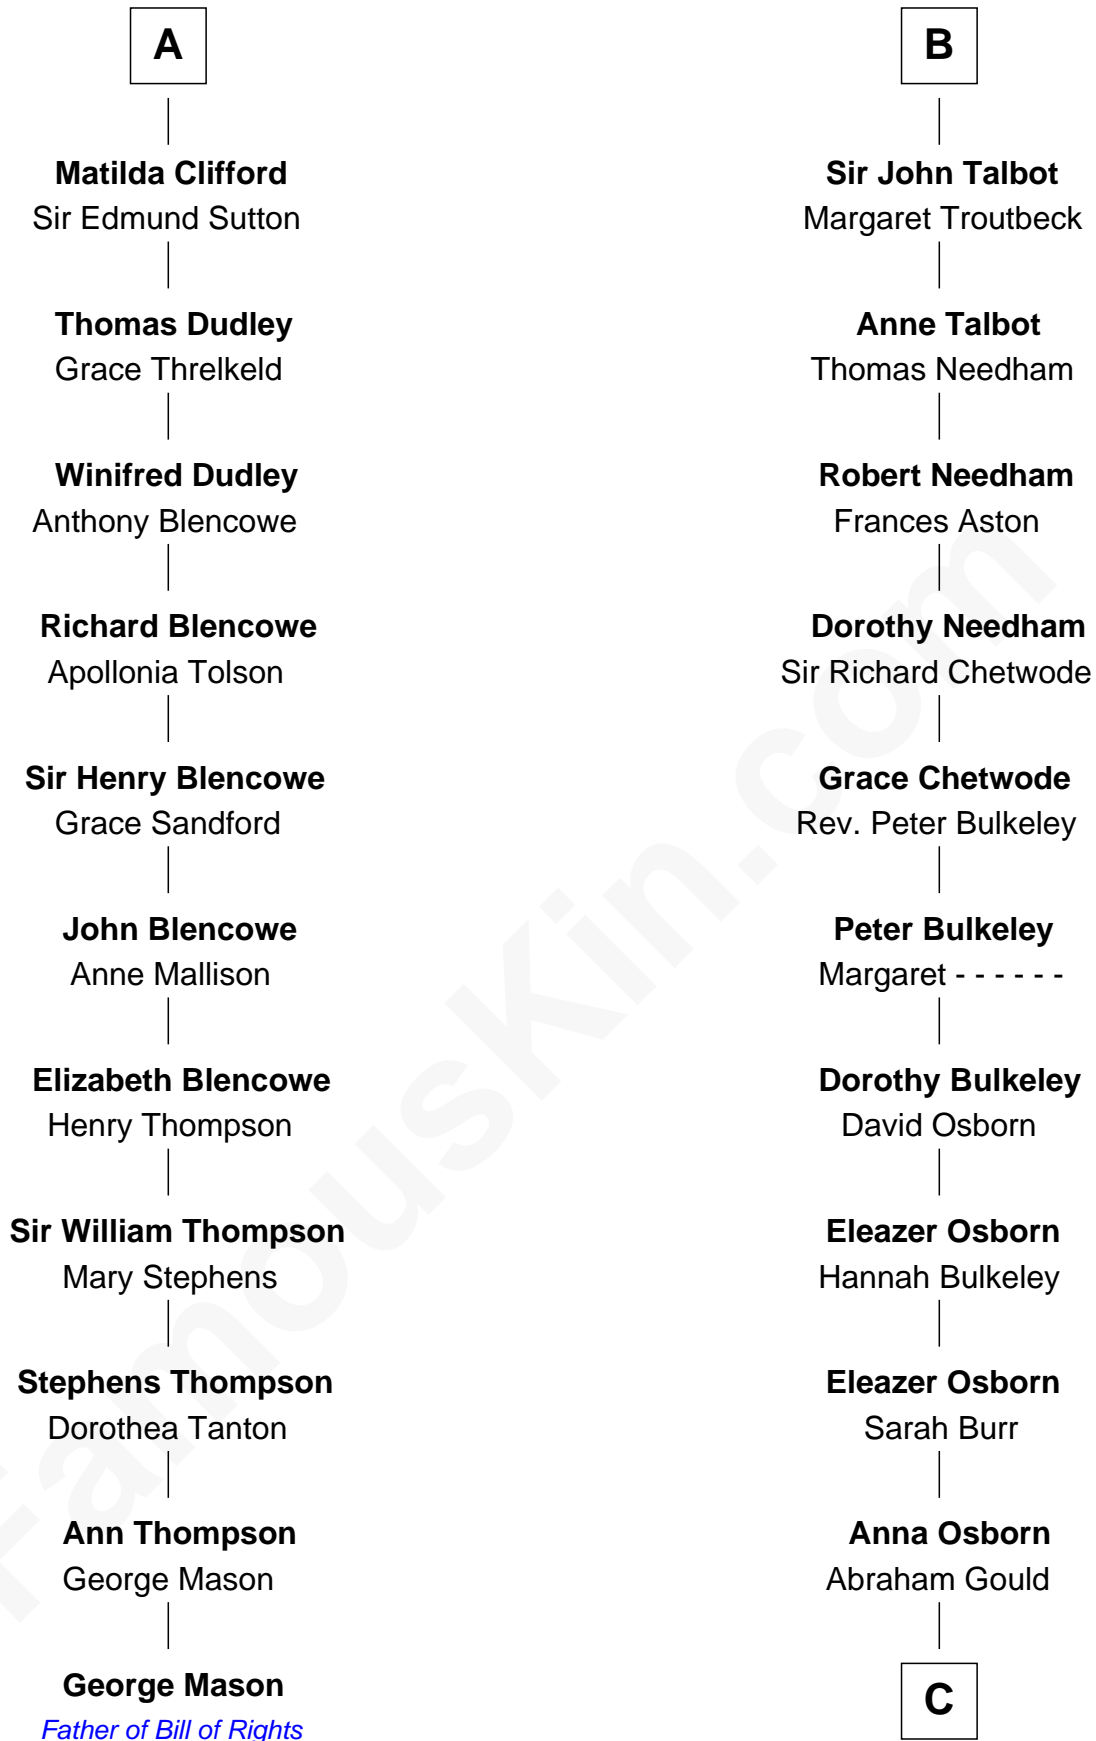 A
Matilda Clifford
Sir Edmund Sutton
Thomas Dudley
Grace Threlkeld
Winifred Dudley
Anthony Blencowe
Richard Blencowe
Apollonia Tolson
Sir Henry Blencowe
Grace Sandford
John Blencowe
Anne Mallison
Elizabeth Blencowe
Henry Thompson
Sir William Thompson
Mary Stephens
Stephens Thompson
Dorothea Tanton
Ann Thompson
George Mason
George Mason
Father of Bill of Rights
B
Sir John Talbot
Margaret Troutbeck
Anne Talbot
Thomas Needham
Robert Needham
Frances Aston
Dorothy Needham
Sir Richard Chetwode
Grace Chetwode
Rev. Peter Bulkeley
Peter Bulkeley
Margaret - - - - - -
Dorothy Bulkeley
David Osborn
Eleazer Osborn
Hannah Bulkeley
Eleazer Osborn
Sarah Burr
Anna Osborn
Abraham Gould
C
FamousKin.com